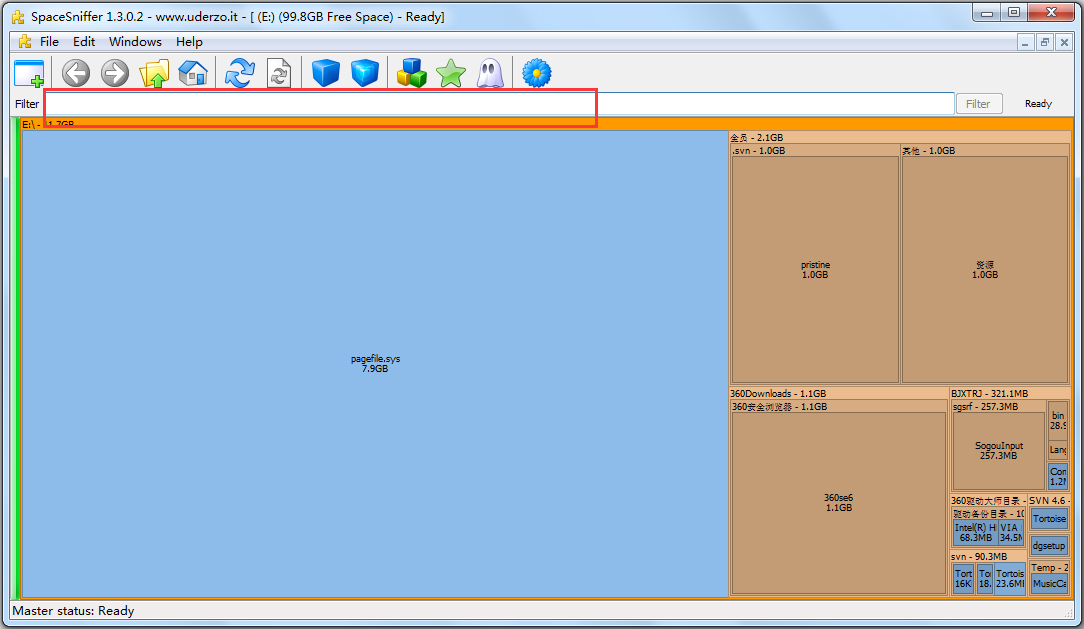 SpaceSniffer 1.3.0.2 - www.uderzo.it - [ (E:) (99.8GB Free Space) - Ready]
File Edit Windows Help
Filter
Filter
Ready
E:\ -
1.7GB
全员 - 2.1GB
.svn - 1.0GB
其他 - 1.0GB
pristine
1.0GB
资源
1.0GB
pagefile.sys
7.9GB
360Downloads - 1.1GB
360安全浏览器 - 1.1GB
360se6
1.1GB
BJXTRJ - 321.1MB
sgsrf - 257.3MB
SogouInput
257.3MB
bin
28.9
Lang
Con
1.2M
360驱动大师目录 -
SVN 4.6 -
驱动备份目录 - 10
Intel(R) H
68.3MB
VIA
34.5M
Tortoise
dgsetup
svn - 90.3MB
Tort
16K
Tor
18.
Tortois
23.6MB
Temp - 2
MusicCa
Master status: Ready